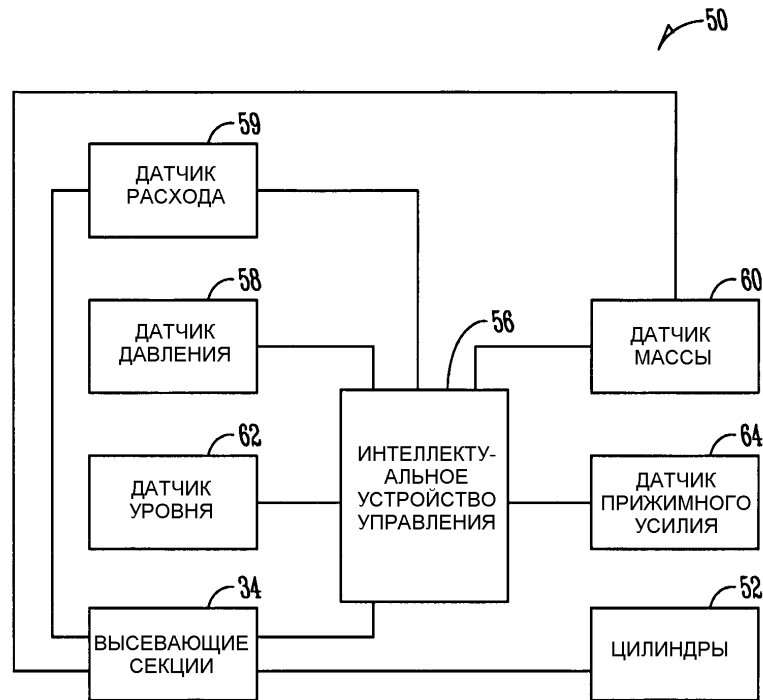 50
59
ДАТЧИК
РАСХОДА
58
ДАТЧИК
ДАВЛЕНИЯ
56
ИНТЕЛЛЕКТУ-
АЛЬНОЕ
УСТРОЙСТВО
УПРАВЛЕНИЯ
60
ДАТЧИК
МАССЫ
62
ДАТЧИК
УРОВНЯ
64
ДАТЧИК
ПРИЖИМНОГО
УСИЛИЯ
34
ВЫСЕВАЮЩИЕ
СЕКЦИИ
52
ЦИЛИНДРЫ